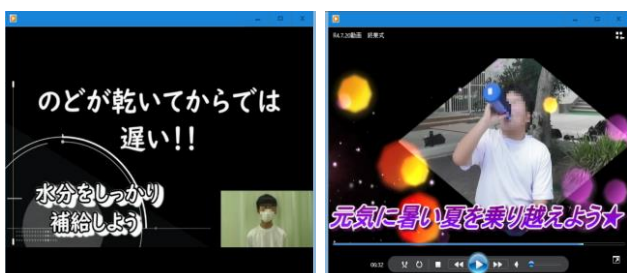 のどが乾いてからでは
遅い!!
水分をしっかり
補給しよう
R4.7.20動画 終業式
元気に暑い夏を乗り越えよう★
06:32